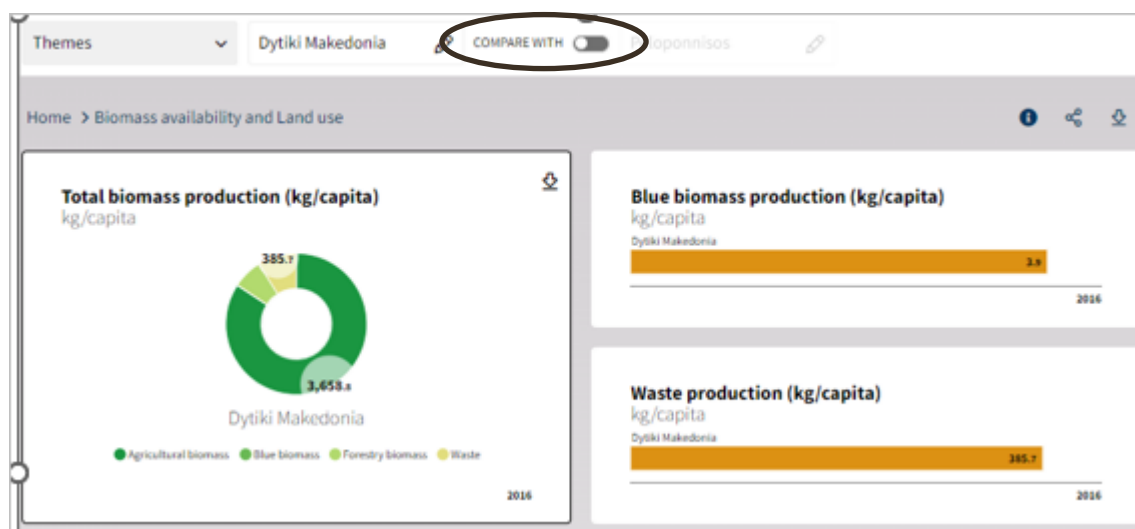 Themes
Dytiki Makedonia
COMPARE WITH
Peloponnisos
Home > Biomass availability and Land use
Total biomass production (kg/capita)
kg/capita
385.7
3,658.8
Dytiki Makedonia
Agricultural biomass Blue biomass Forestry biomass Waste
2016
Blue biomass production (kg/capita)
kg/capita
Dytiki Makedonia
3.9
2016
Waste production (kg/capita)
kg/capita
Dytiki Makedonia
385.7
2016